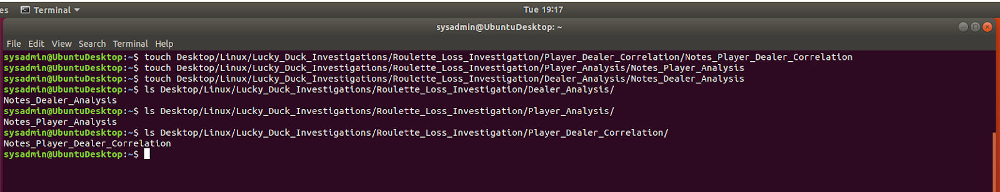 es Terminal Tue 19:17
sysadmin@UbuntuDesktop: ~
File Edit View Search Terminal Help
sysadmin@UbuntuDesktop:~$ touch Desktop/Linux/Lucky_Duck_Investigations/Roulette_Loss_Investigation/Player_Dealer_Correlation/Notes_Player_Dealer_Correlation
sysadmin@UbuntuDesktop:~$ touch Desktop/Linux/Lucky_Duck_Investigations/Roulette_Loss_Investigation/Player_Analysis/Notes_Player_Analysis
sysadmin@UbuntuDesktop:~$ touch Desktop/Linux/Lucky_Duck_Investigations/Roulette_Loss_Investigation/Dealer_Analysis/Notes_Dealer_Analysis
sysadmin@UbuntuDesktop:~$ ls Desktop/Linux/Lucky_Duck_Investigations/Roulette_Loss_Investigation/Dealer_Analysis/
Notes_Dealer_Analysis
sysadmin@UbuntuDesktop:~$ ls Desktop/Linux/Lucky_Duck_Investigations/Roulette_Loss_Investigation/Player_Analysis/
Notes_Player_Analysis
sysadmin@UbuntuDesktop:~$ ls Desktop/Linux/Lucky_Duck_Investigations/Roulette_Loss_Investigation/Player_Dealer_Correlation/
Notes_Player_Dealer_Correlation
sysadmin@UbuntuDesktop:~$